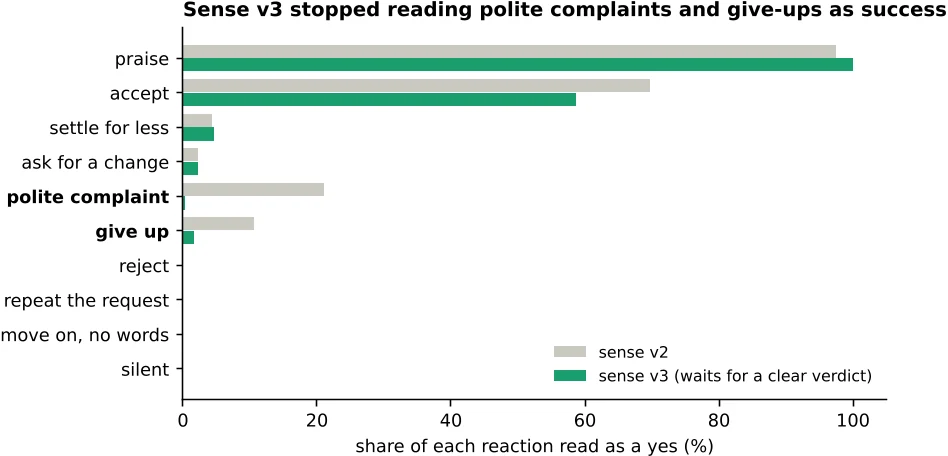 Sense v3 stopped reading polite complaints and give-ups as success
praise
accept
settle for less
ask for a change
polite complaint
give up
reject
repeat the request
move on, no words
silent
sense v2
sense v3 (waits for a clear verdict)
0 20 40 60 80 100
share of each reaction read as a yes (%)